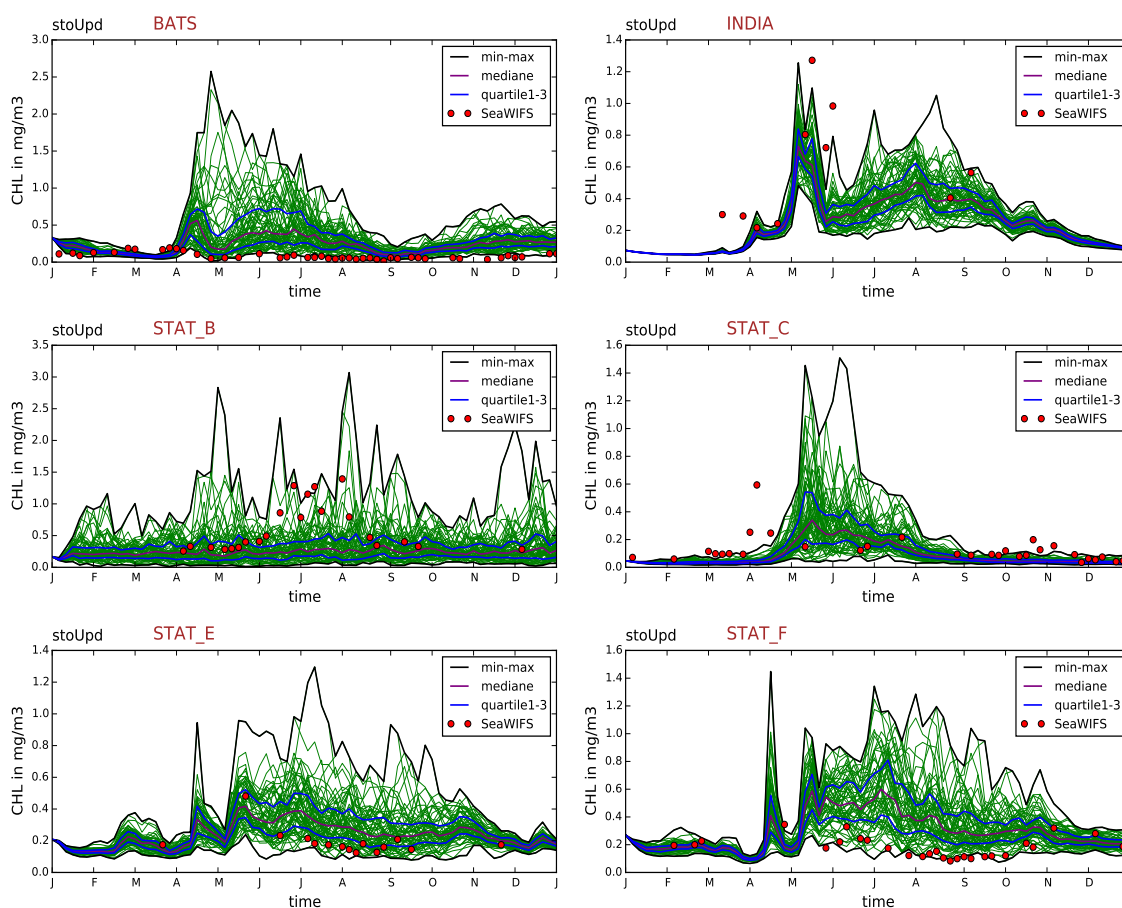 stoUpd BATS
3.0
2.5
2.0
1.5
1.0
0.5
0.0
CHL in mg/m3
min-max
mediane
quartile1-3
SeaWIFS
J F M A M J J A S O N D J
time
stoUpd INDIA
1.4
1.2
1.0
0.8
0.6
0.4
0.2
0.0
CHL in mg/m3
min-max
mediane
quartile1-3
SeaWIFS
J F M A M J J A S O N D
time
stoUpd STAT_B
3.5
3.0
2.5
2.0
1.5
1.0
0.5
0.0
CHL in mg/m3
min-max
mediane
quartile1-3
SeaWIFS
J F M A M J J A S O N D J
time
stoUpd STAT_C
1.6
1.4
1.2
1.0
0.8
0.6
0.4
0.2
0.0
CHL in mg/m3
min-max
mediane
quartile1-3
SeaWIFS
J F M A M J J A S O N D
time
stoUpd STAT_E
1.4
1.2
1.0
0.8
0.6
0.4
0.2
0.0
CHL in mg/m3
min-max
mediane
quartile1-3
SeaWIFS
J F M A M J J A S O N D J
time
stoUpd STAT_F
1.6
1.4
1.2
1.0
0.8
0.6
0.4
0.2
0.0
CHL in mg/m3
min-max
mediane
quartile1-3
SeaWIFS
J F M A M J J A S O N D
time